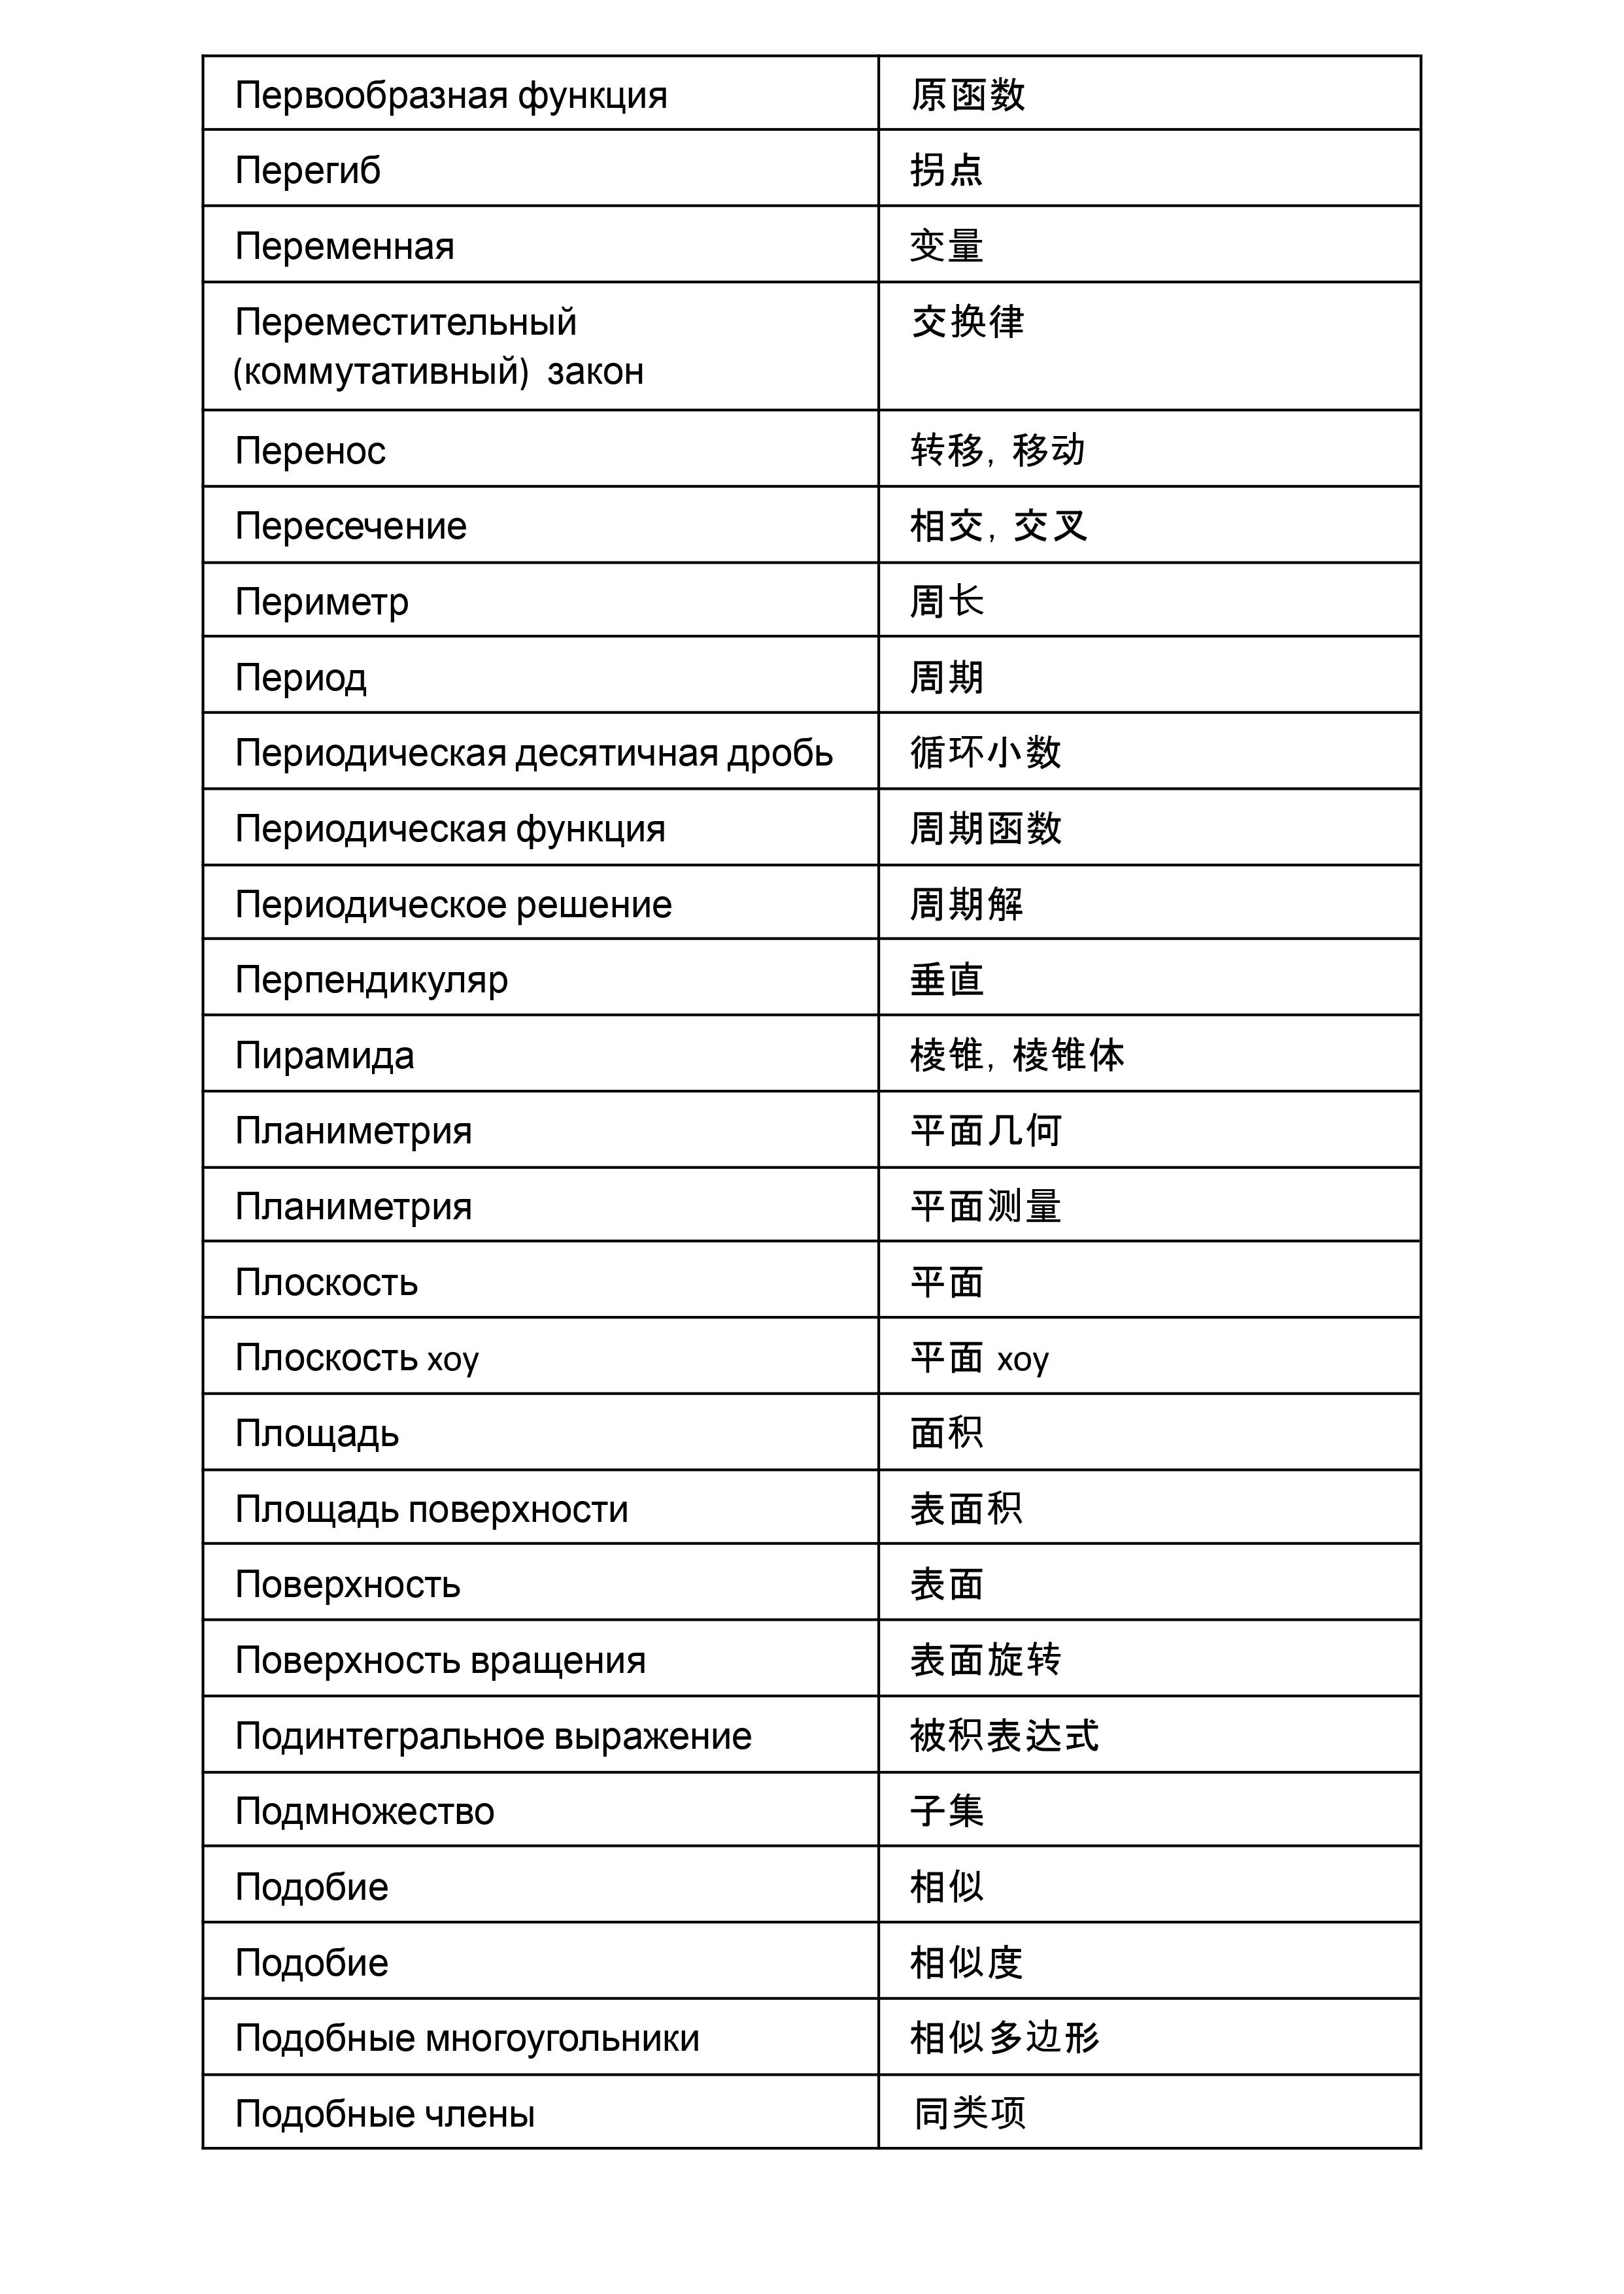 Первообразная функция 原函数
Перегиб 拐点
Переменная 变量
Переместительный 交换律
(коммутативный) закон
Перенос 转移, 移动
Пересечение 相交, 交叉
Периметр 周长
Период 周期
Периодическая десятичная дробь 循环小数
Периодическая функция 周期函数
Периодическое решение 周期解
Перпендикуляр 垂直
Пирамида 棱锥, 棱锥体
Планиметрия 平面几何
Планиметрия 平面测量
Плоскость 平面
Плоскость xoy 平面 xoy
Площадь 面积
Площадь поверхности 表面积
Поверхность 表面
Поверхность вращения 表面旋转
Подинтегральное выражение 被积表达式
Подмножество 子集
Подобие 相似
Подобие 相似度
Подобные многоугольники 相似多边形
Подобные члены 同类项